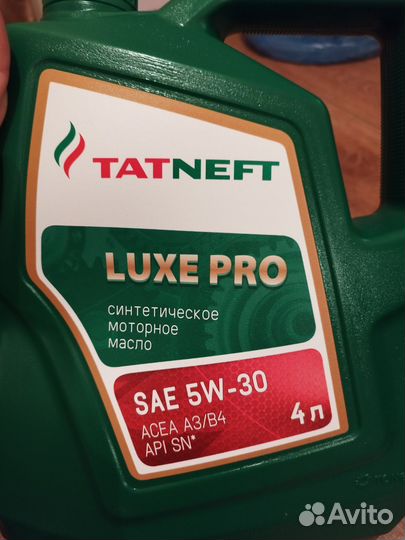 TATNEFT
LUXE PRO
синтетическое
моторное
масло
SAE 5W-30
ACEA A3/B4
API SN*
4 л
Avito